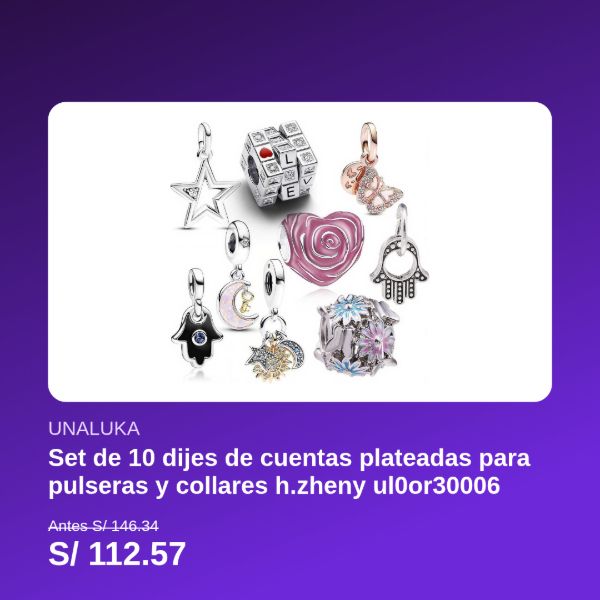 L
V
E
UNALUKA
Set de 10 dijes de cuentas plateadas para
pulseras y collares h.zheny ul0or30006
Antes S/ 146.34
S/ 112.57